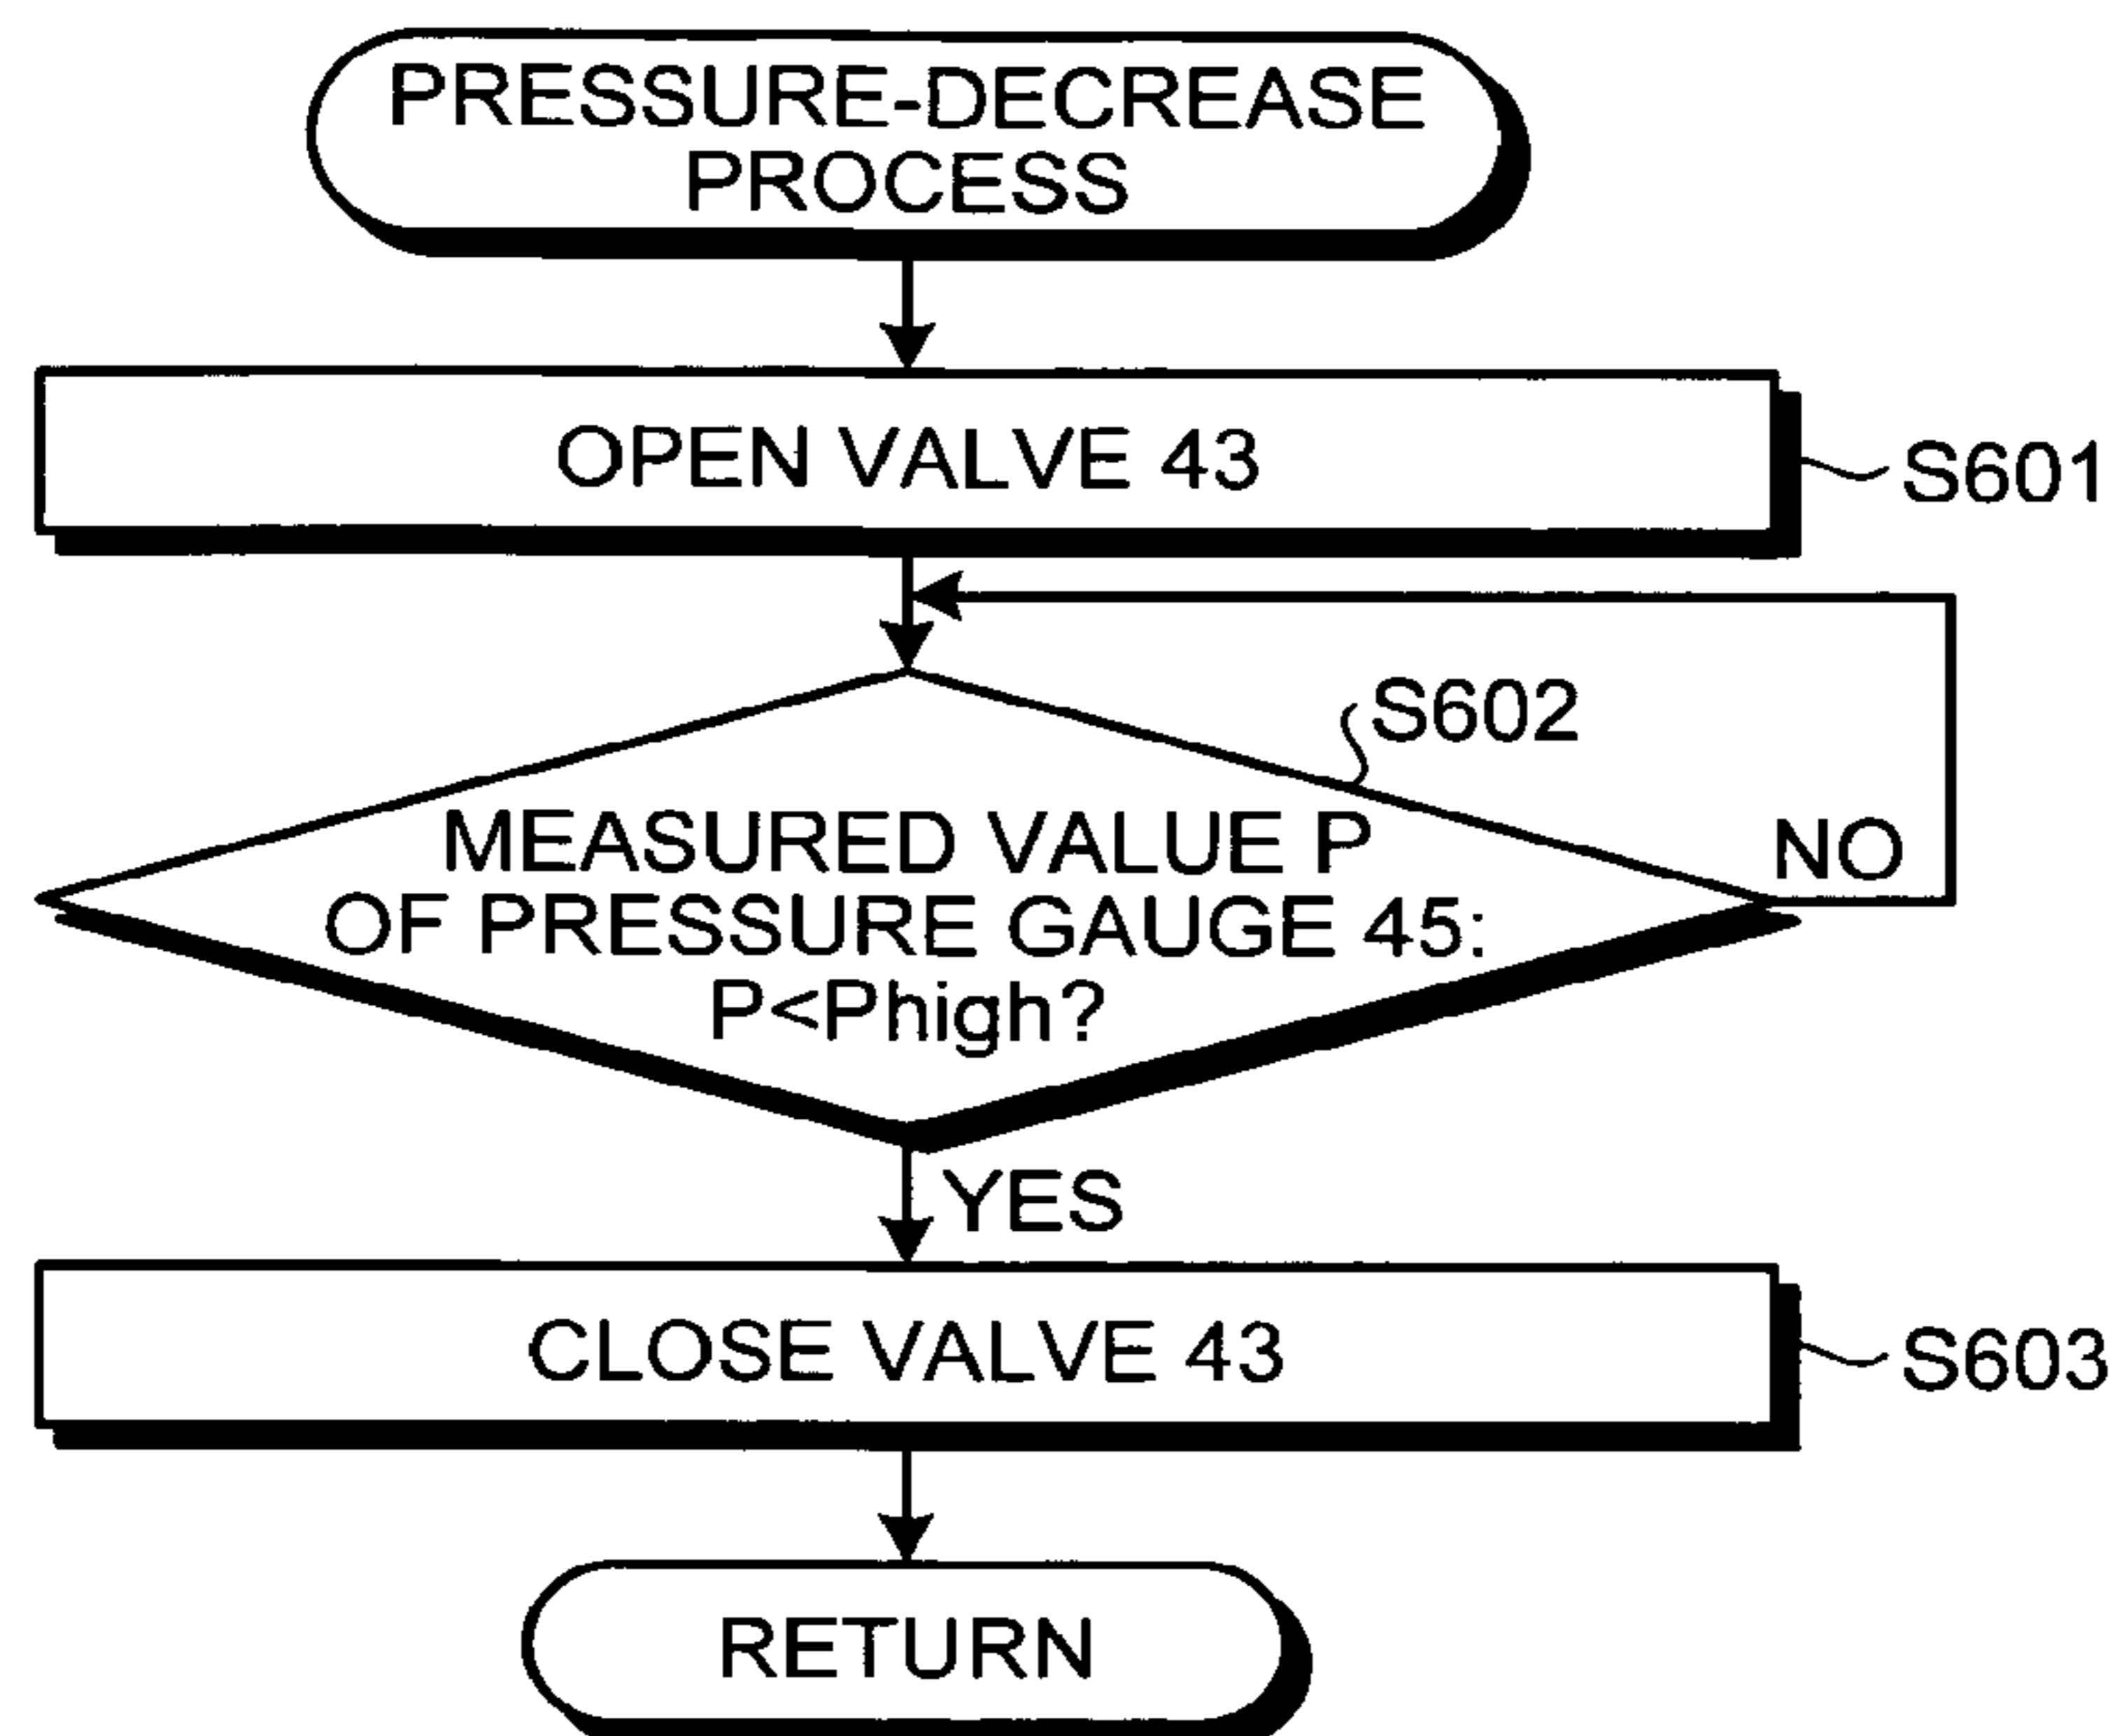 PRESSURE-DECREASE
PROCESS
OPEN VALVE 43
S601
S602
MEASURED VALUE P
OF PRESSURE GAUGE 45:
P<Phigh?
NO
YES
CLOSE VALVE 43
S603
RETURN